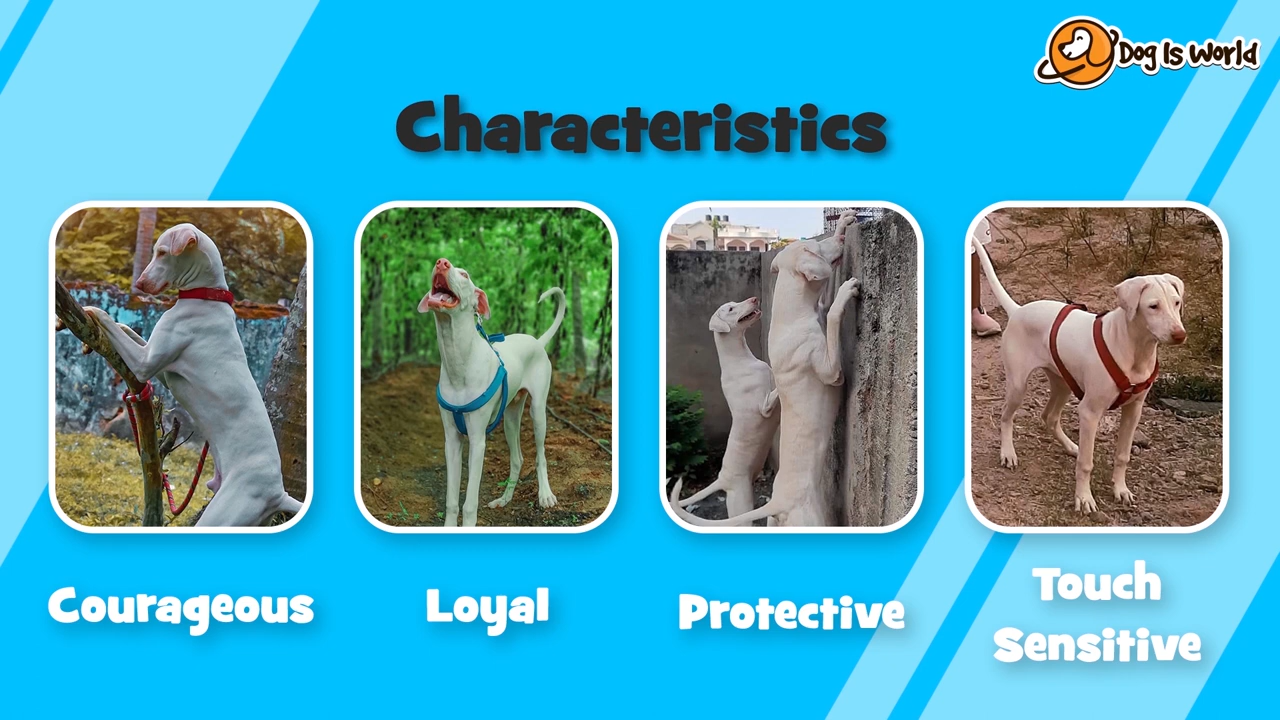 Dog Is World
Characteristics
Courageous
Loyal
Protective
Touch
Sensitive